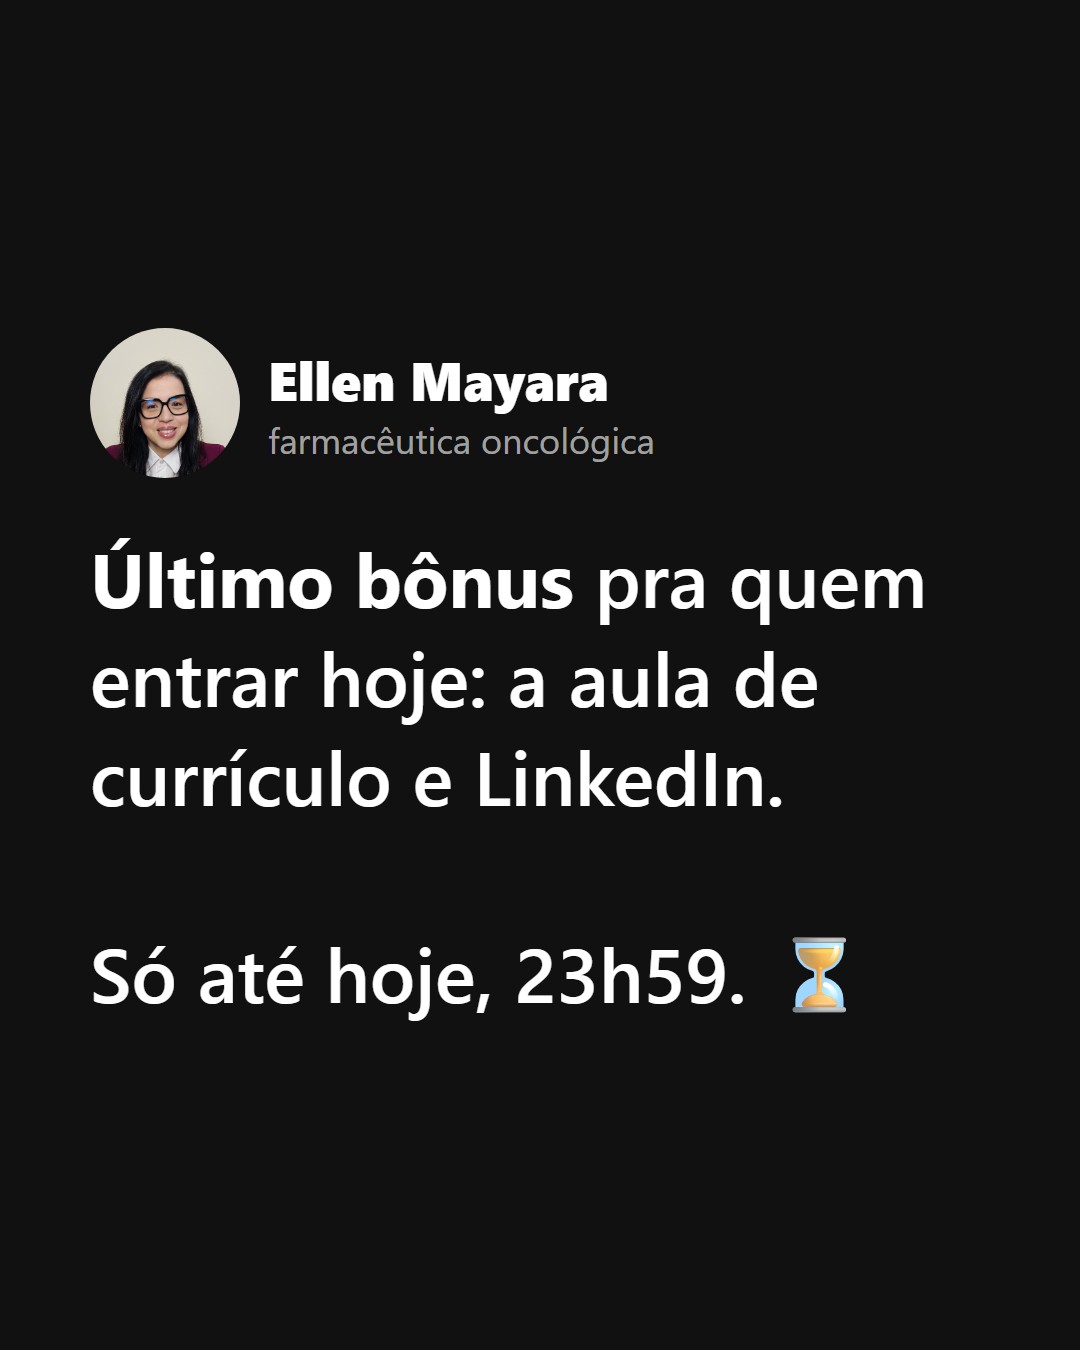 Ellen Mayara
farmacêutica oncológica
Último bônus pra quem
entrar hoje: a aula de
currículo e LinkedIn.
Só até hoje, 23h59. ⏳